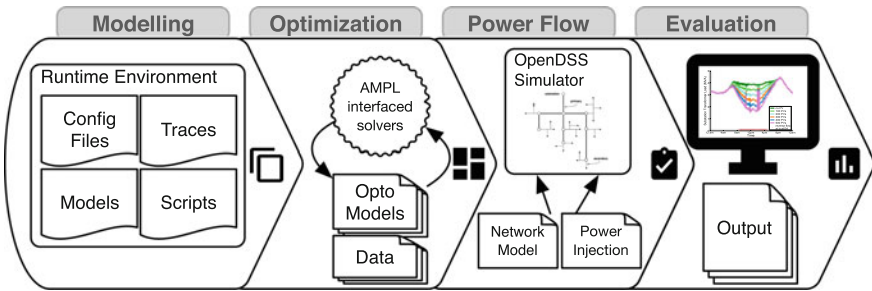 Modelling
Optimization
Power Flow
Evaluation
Runtime Environment
Config
Files
Traces
Models
Scripts
AMPL
interfaced
solvers
Opto
Models
Data
OpenDSS
Simulator
Network
Model
Power
Injection
Output